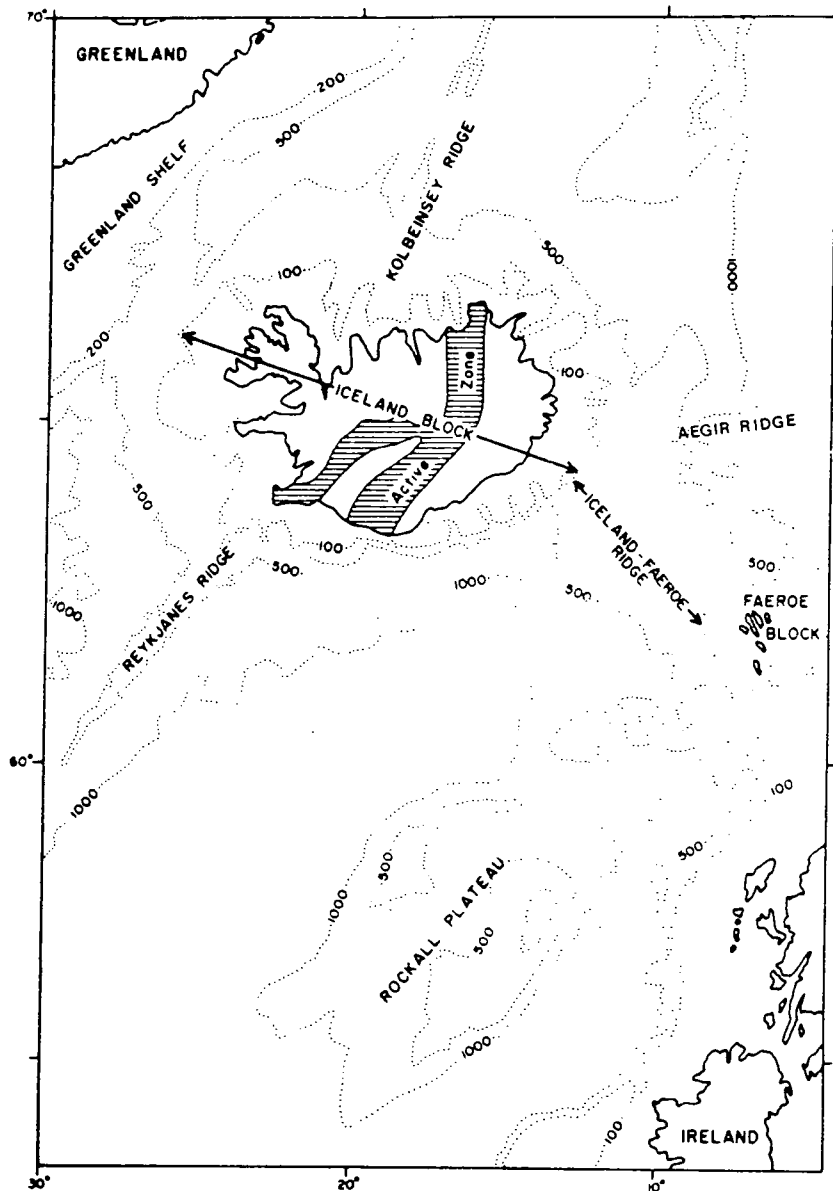 70°
GREENLAND
200
500
GREENLAND SHELF
KOLBEINSEY RIDGE
500
1000
100
200
Zone
100
ICELAND BLOCK
AEGIR RIDGE
Active
500
ICELAND-FAEROE
RIDGE
100
500
1000
500
500
1000
REYKJANES RIDGE
FAEROE
BLOCK
60°
1000
100
500
500
1000
ROCKALL PLATEAU
500
1000
100
IRELAND
30°
20°
10°